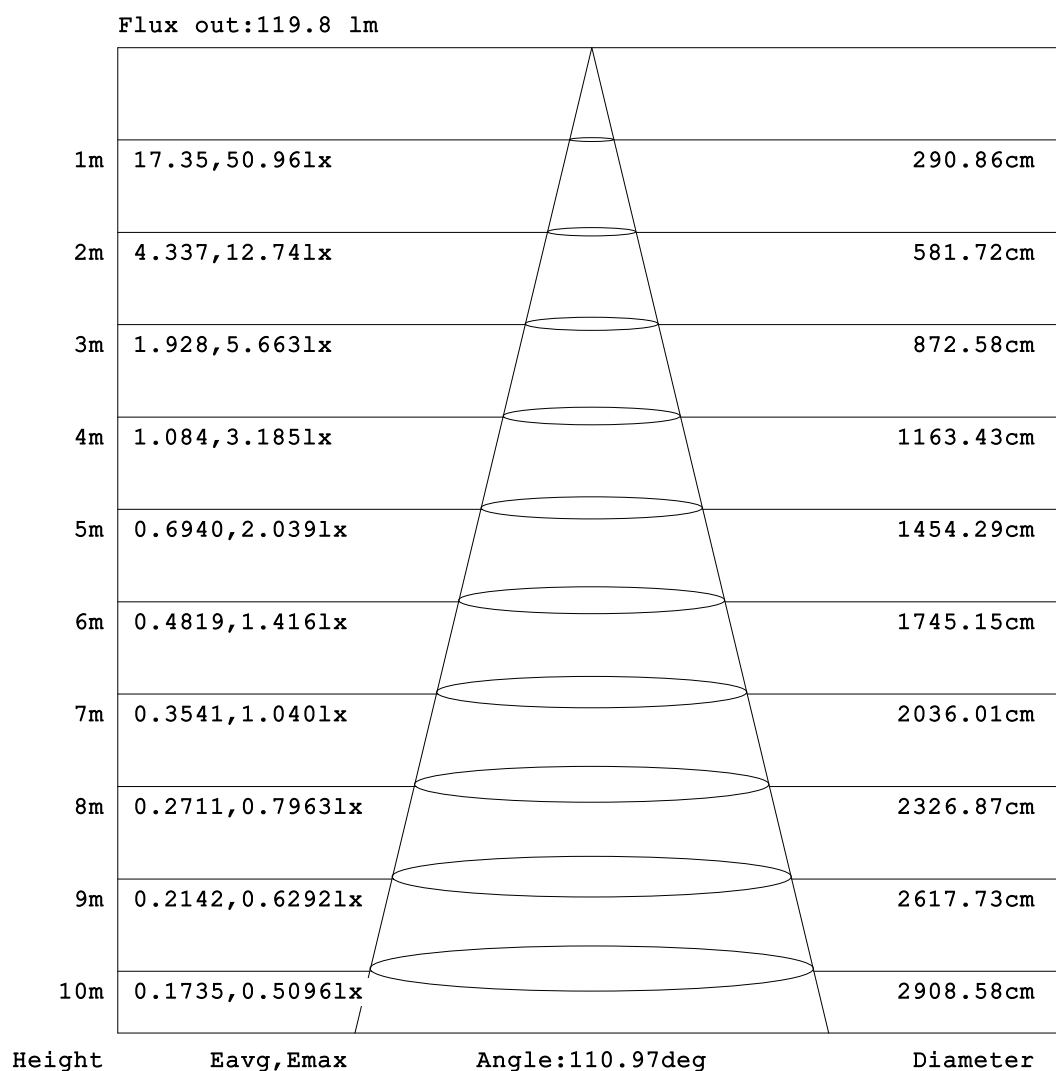 Flux out:119.8 lm
1m 17.35,50.96lx 290.86cm
2m 4.337,12.74lx 581.72cm
3m 1.928,5.663lx 872.58cm
4m 1.084,3.185lx 1163.43cm
5m 0.6940,2.039lx 1454.29cm
6m 0.4819,1.416lx 1745.15cm
7m 0.3541,1.040lx 2036.01cm
8m 0.2711,0.7963lx 2326.87cm
9m 0.2142,0.6292lx 2617.73cm
10m 0.1735,0.5096lx 2908.58cm
Height Eavg,Emax Angle:110.97deg Diameter